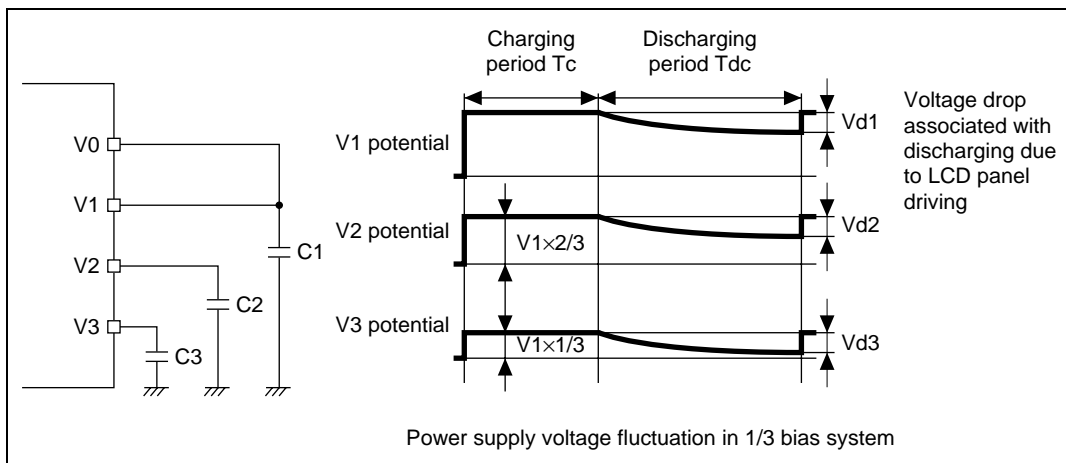 V0
V1
V2
V3
C1
C2
C3
Charging
period Tc
Discharging
period Tdc
V1 potential
Vd1
V2 potential
V1×2/3
Vd2
V3 potential
V1×1/3
Vd3
Voltage drop
associated with
discharging due
to LCD panel
driving
Power supply voltage fluctuation in 1/3 bias system